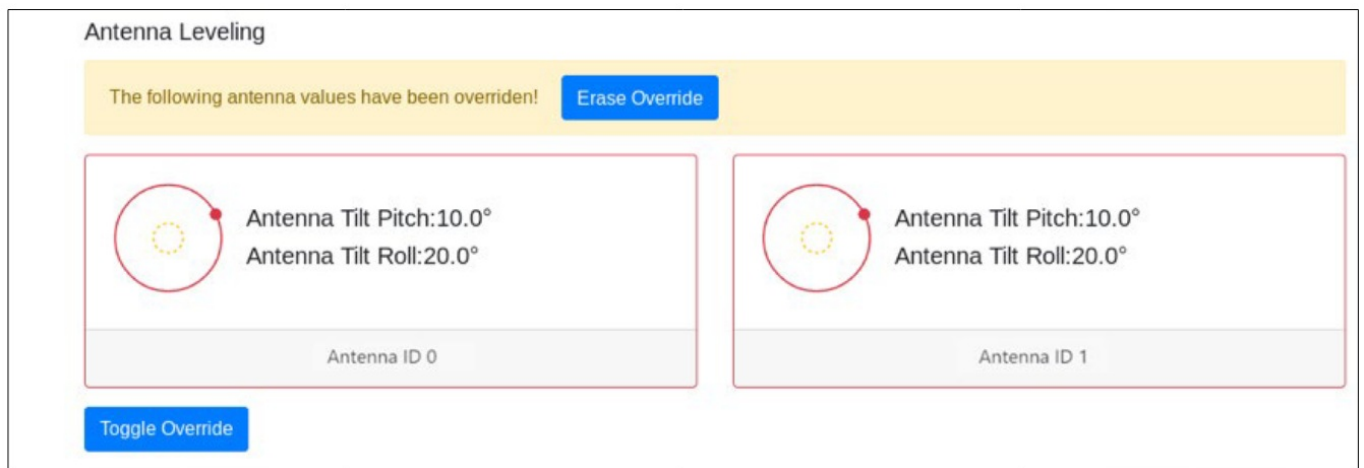 Antenna Leveling
The following antenna values have been overriden! Erase Override
Antenna Tilt Pitch:10.0°
Antenna Tilt Roll:20.0°
Antenna ID 0
Antenna Tilt Pitch:10.0°
Antenna Tilt Roll:20.0°
Antenna ID 1
Toggle Override